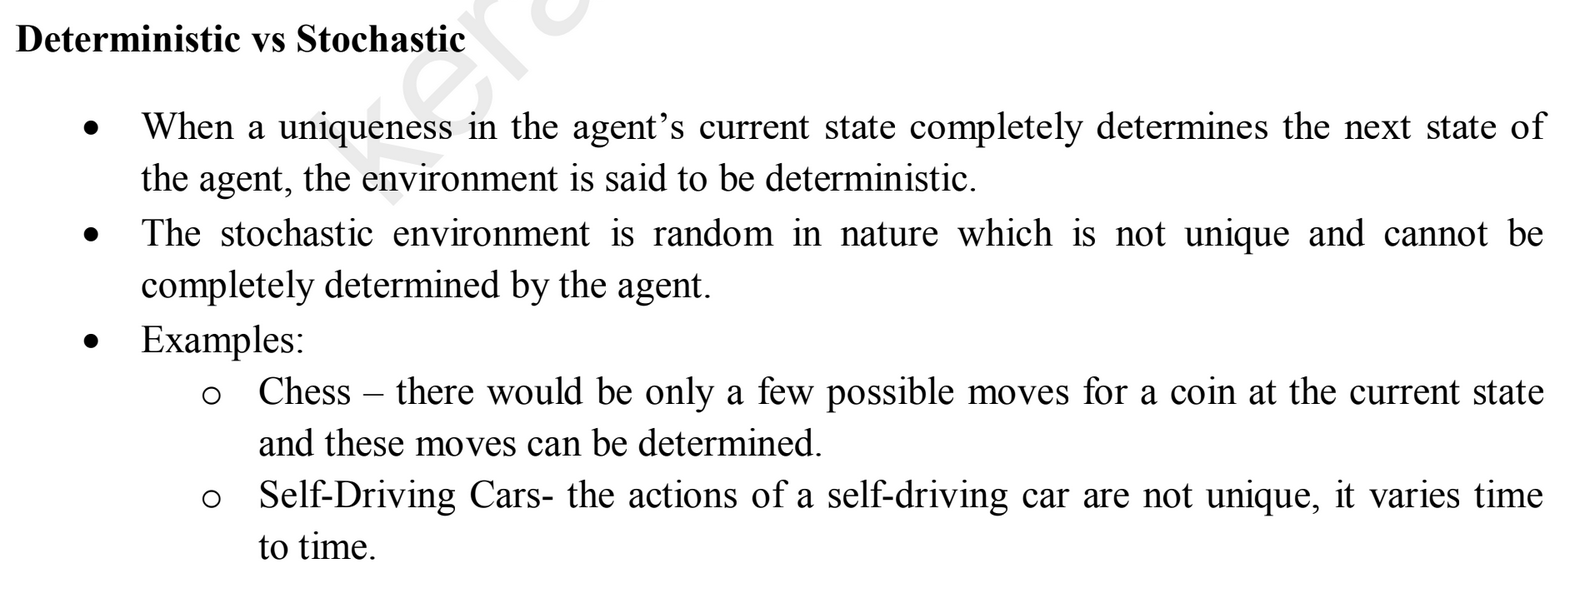 Deterministic vs Stochastic
• When a uniqueness in the agent’s current state completely determines the next state of
the agent, the environment is said to be deterministic.
• The stochastic environment is random in nature which is not unique and cannot be
completely determined by the agent.
• Examples:
o Chess – there would be only a few possible moves for a coin at the current state
and these moves can be determined.
o Self-Driving Cars- the actions of a self-driving car are not unique, it varies time
to time.